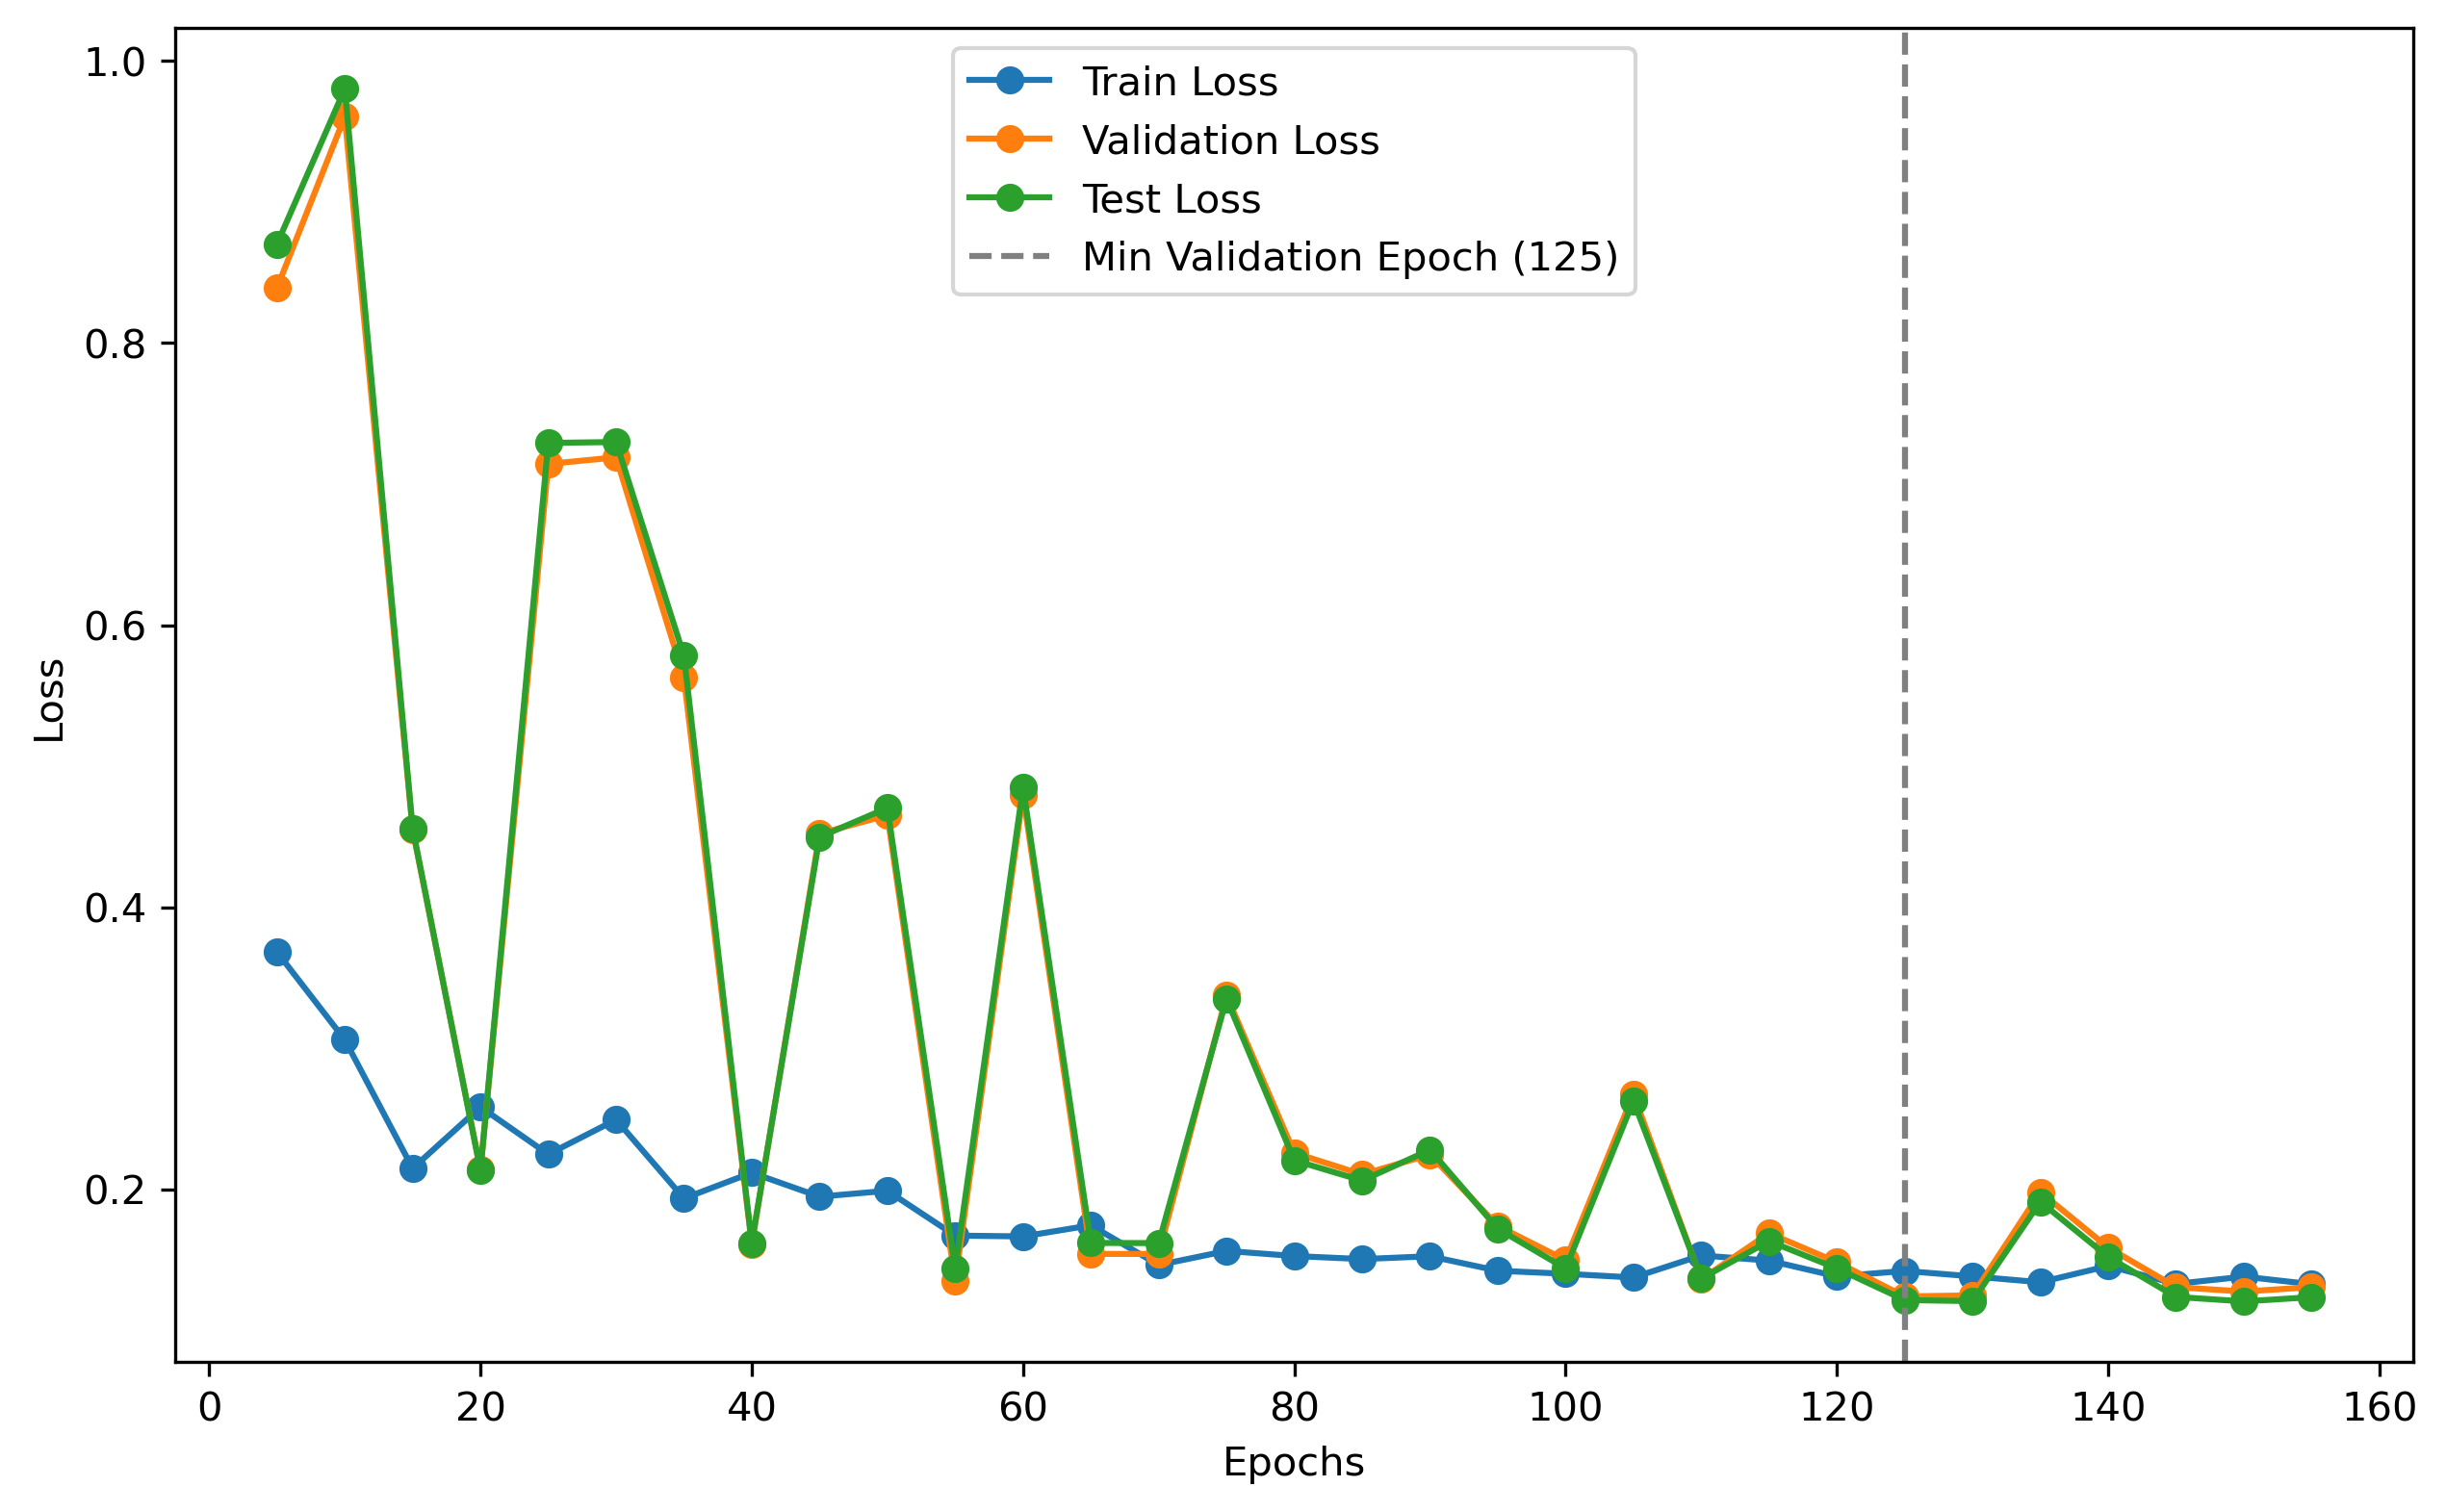 Train Loss
Validation Loss
Test Loss
Min Validation Epoch (125)
1.0
0.8
0.6
0.4
0.2
Loss
0 20 40 60 80 100 120 140 160
Epochs